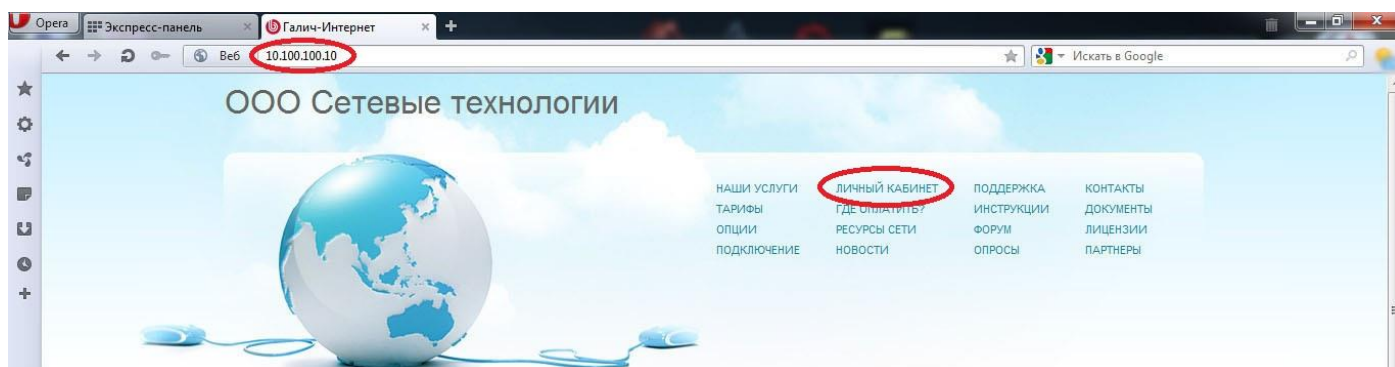 Opera
Экспресс-панель
Галич-Интернет
Веб
10.100.100.10
Искать в Google
ООО Сетевые технологии
НАШИ УСЛУГИ ЛИЧНЫЙ КАБИНЕТ ПОДДЕРЖКА КОНТАКТЫ
ТАРИФЫ ГДЕ ОПЛАТИТЬ? ИНСТРУКЦИИ ДОКУМЕНТЫ
ОПЦИИ РЕСУРСЫ СЕТИ ФОРУМ ЛИЦЕНЗИИ
ПОДКЛЮЧЕНИЕ НОВОСТИ ОПРОСЫ ПАРТНЕРЫ